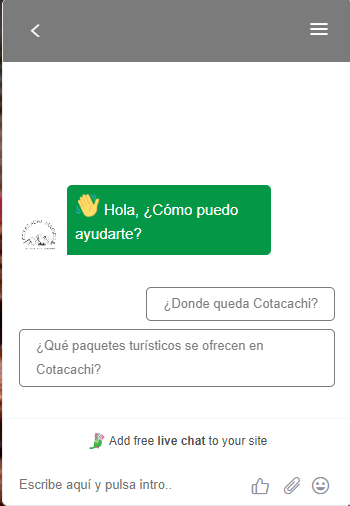 Hola, ¿Cómo puedo
ayudarte?
¿Donde queda Cotacachi?
¿Qué paquetes turísticos se ofrecen en
Cotacachi?
Add free live chat to your site
Escribe aquí y pulsa intro..